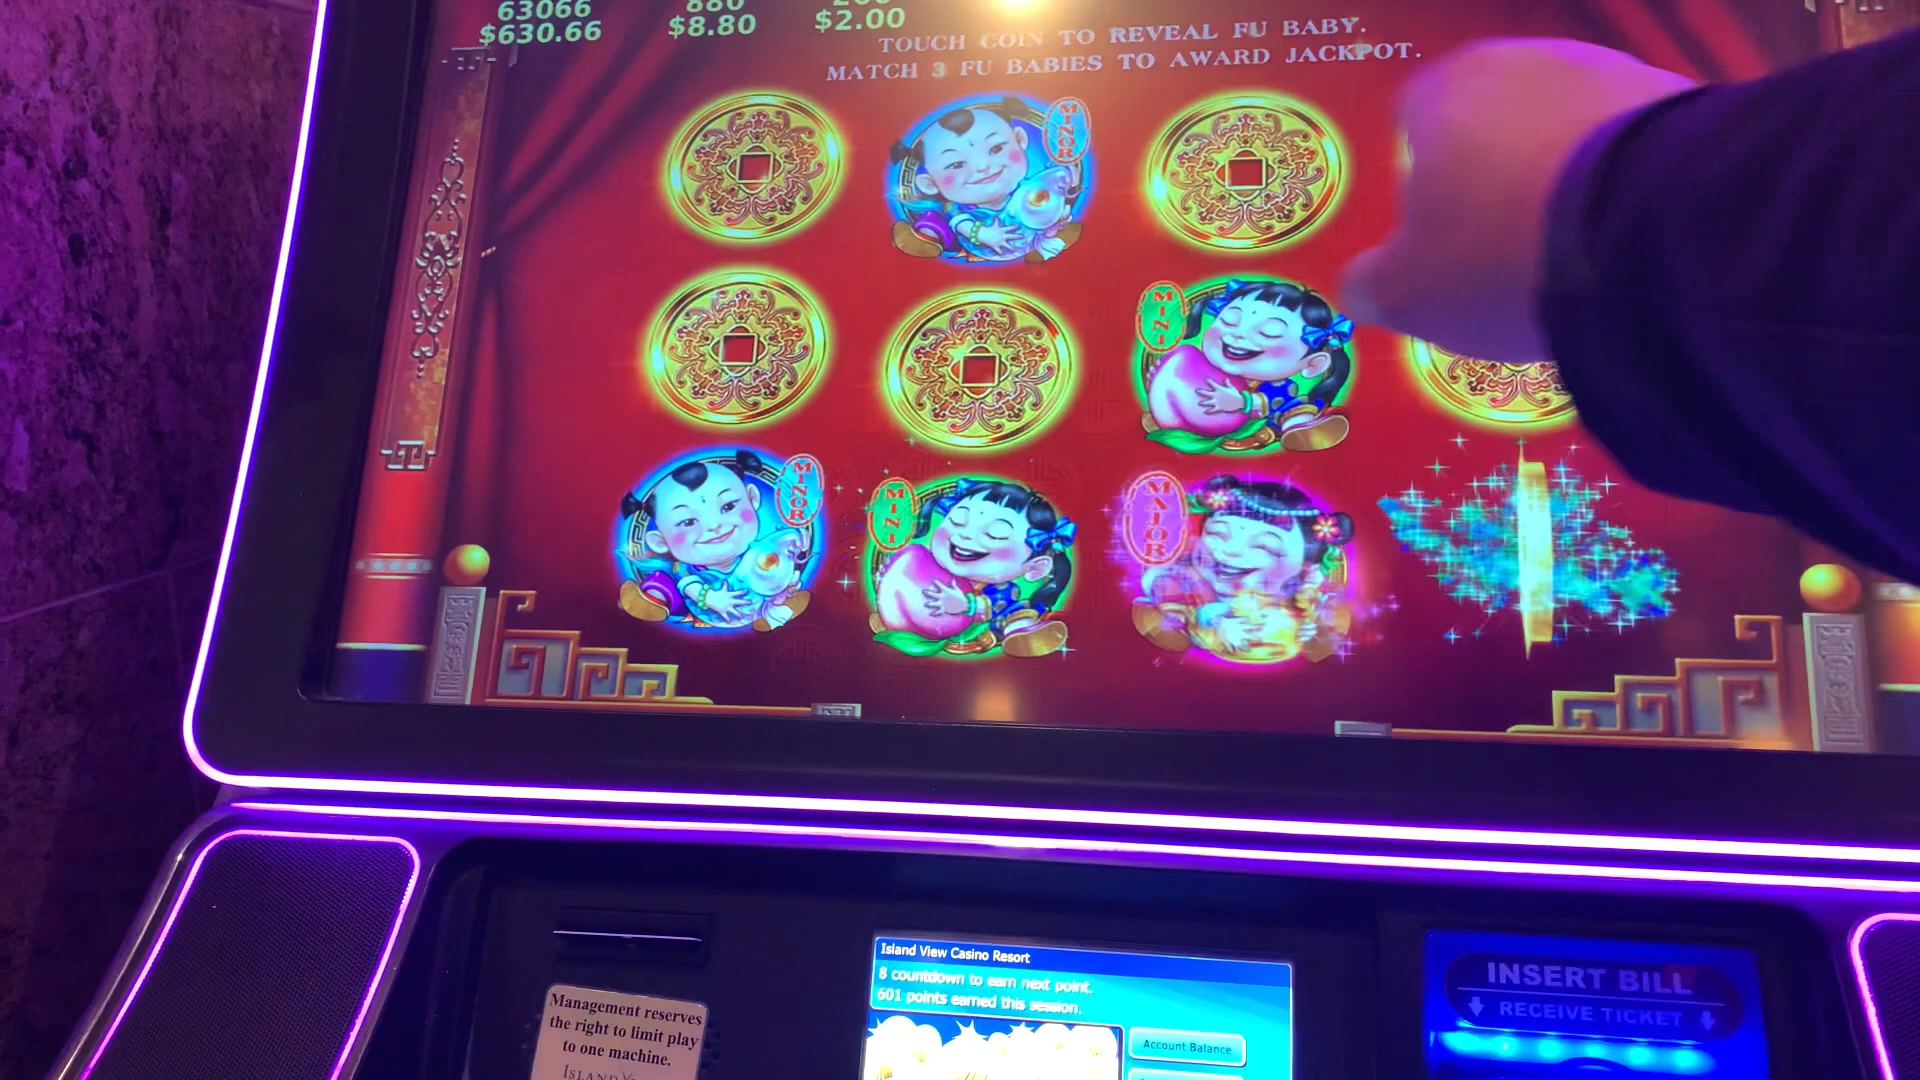 63066
880
$630.66
$8.80
$2.00
TOUCH COIN TO REVEAL FU BABY.
MATCH 3 FU BABIES TO AWARD JACKPOT.
MINOR
MINI
MINOR
MINI
MAJOR
Island View Casino Resort
8 countdown to earn next point.
601 points earned this session.
Account Balance
Management reserves
the right to limit play
to one machine.
INSERT BILL
RECEIVE TICKET